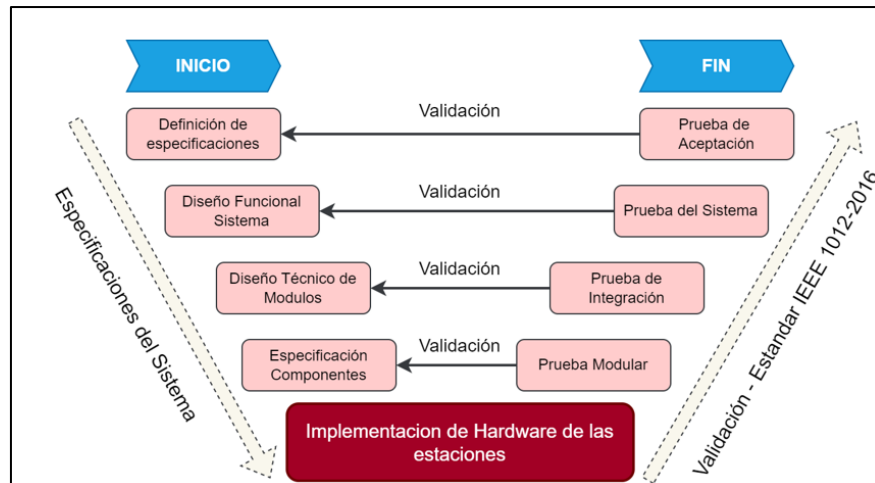 INICIO
FIN
Definición de
especificaciones
Validación
Prueba de
Aceptación
Diseño Funcional
Sistema
Validación
Prueba del Sistema
Diseño Técnico de
Modulos
Validación
Prueba de
Integración
Especificación
Componentes
Validación
Prueba Modular
Implementacion de Hardware de las
estaciones
Especificaciones del Sistema
Validación - Estandar IEEE 1012-2016